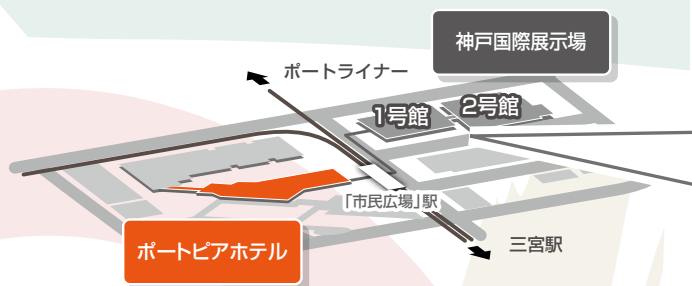 神戸国際展示場
ポートライナー
1号館
2号館
「市民広場」駅
ポートピアホテル
三宮駅